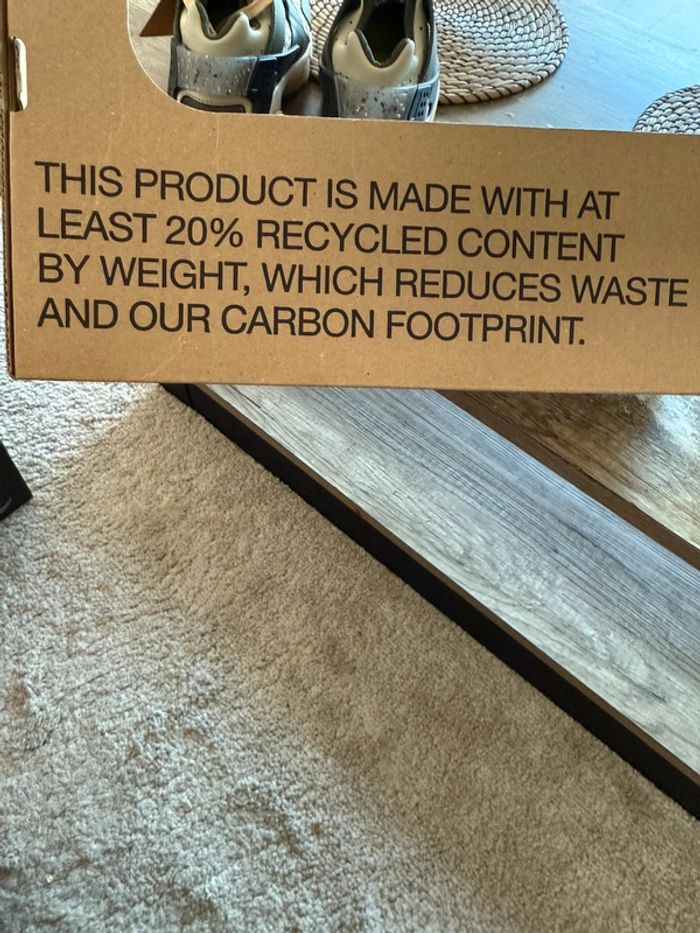 THIS PRODUCT IS MADE WITH AT
LEAST 20% RECYCLED CONTENT
BY WEIGHT, WHICH REDUCES WASTE
AND OUR CARBON FOOTPRINT.